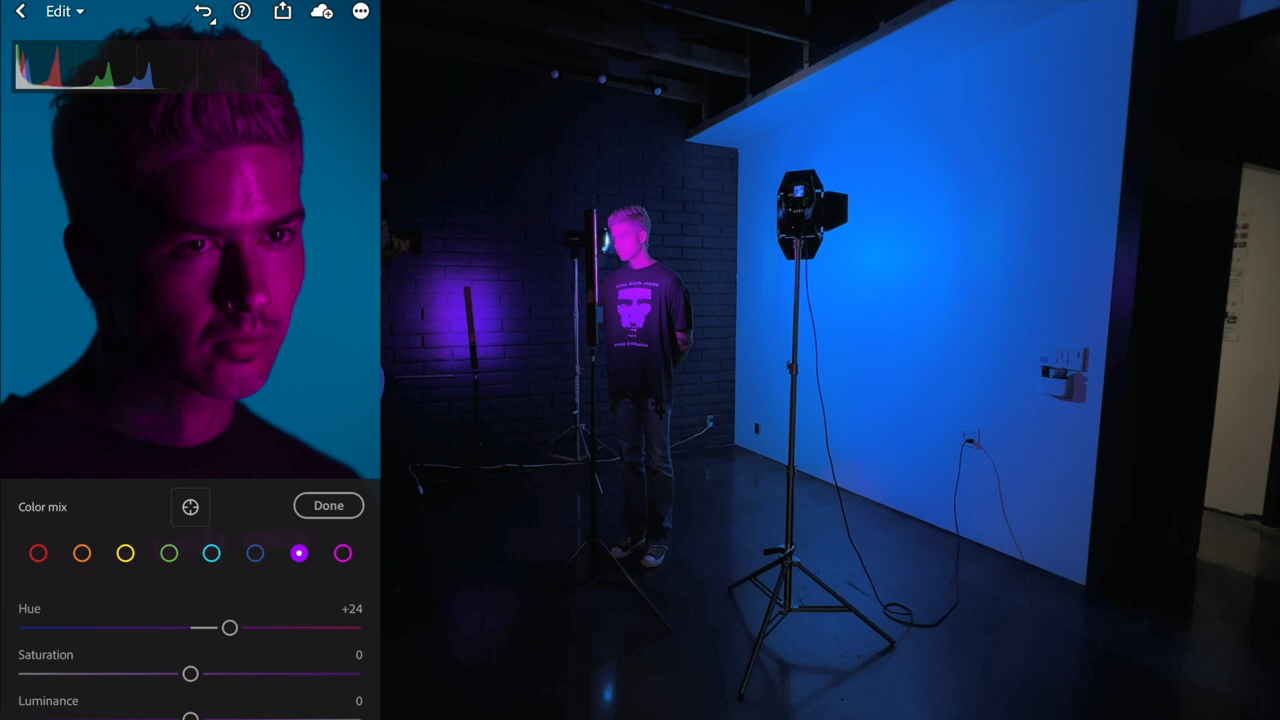 Edit
Color mix
Done
Hue
+24
Saturation
0
Luminance
0